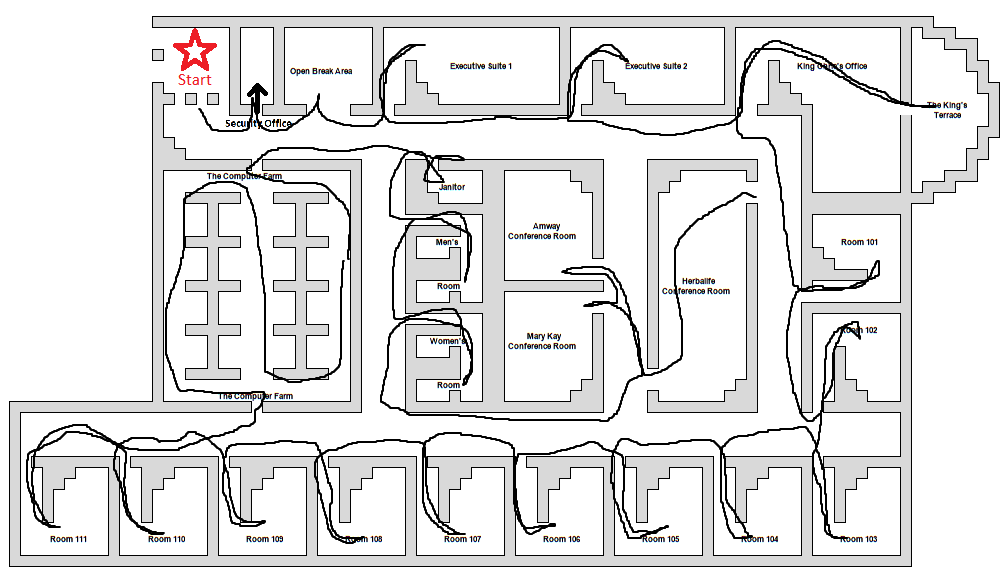 Start
Open Break Area
Executive Suite 1
Executive Suite 2
King Gann's Office
The King's
Terrace
Security Office
The Computer Farm
Janitor
Men's
Room
Amway
Conference Room
Room 101
Herbalife
Conference Room
Women's
Room
Mary Kay
Conference Room
Room 102
The Computer Farm
Room 111
Room 110
Room 109
Room 108
Room 107
Room 106
Room 105
Room 104
Room 103